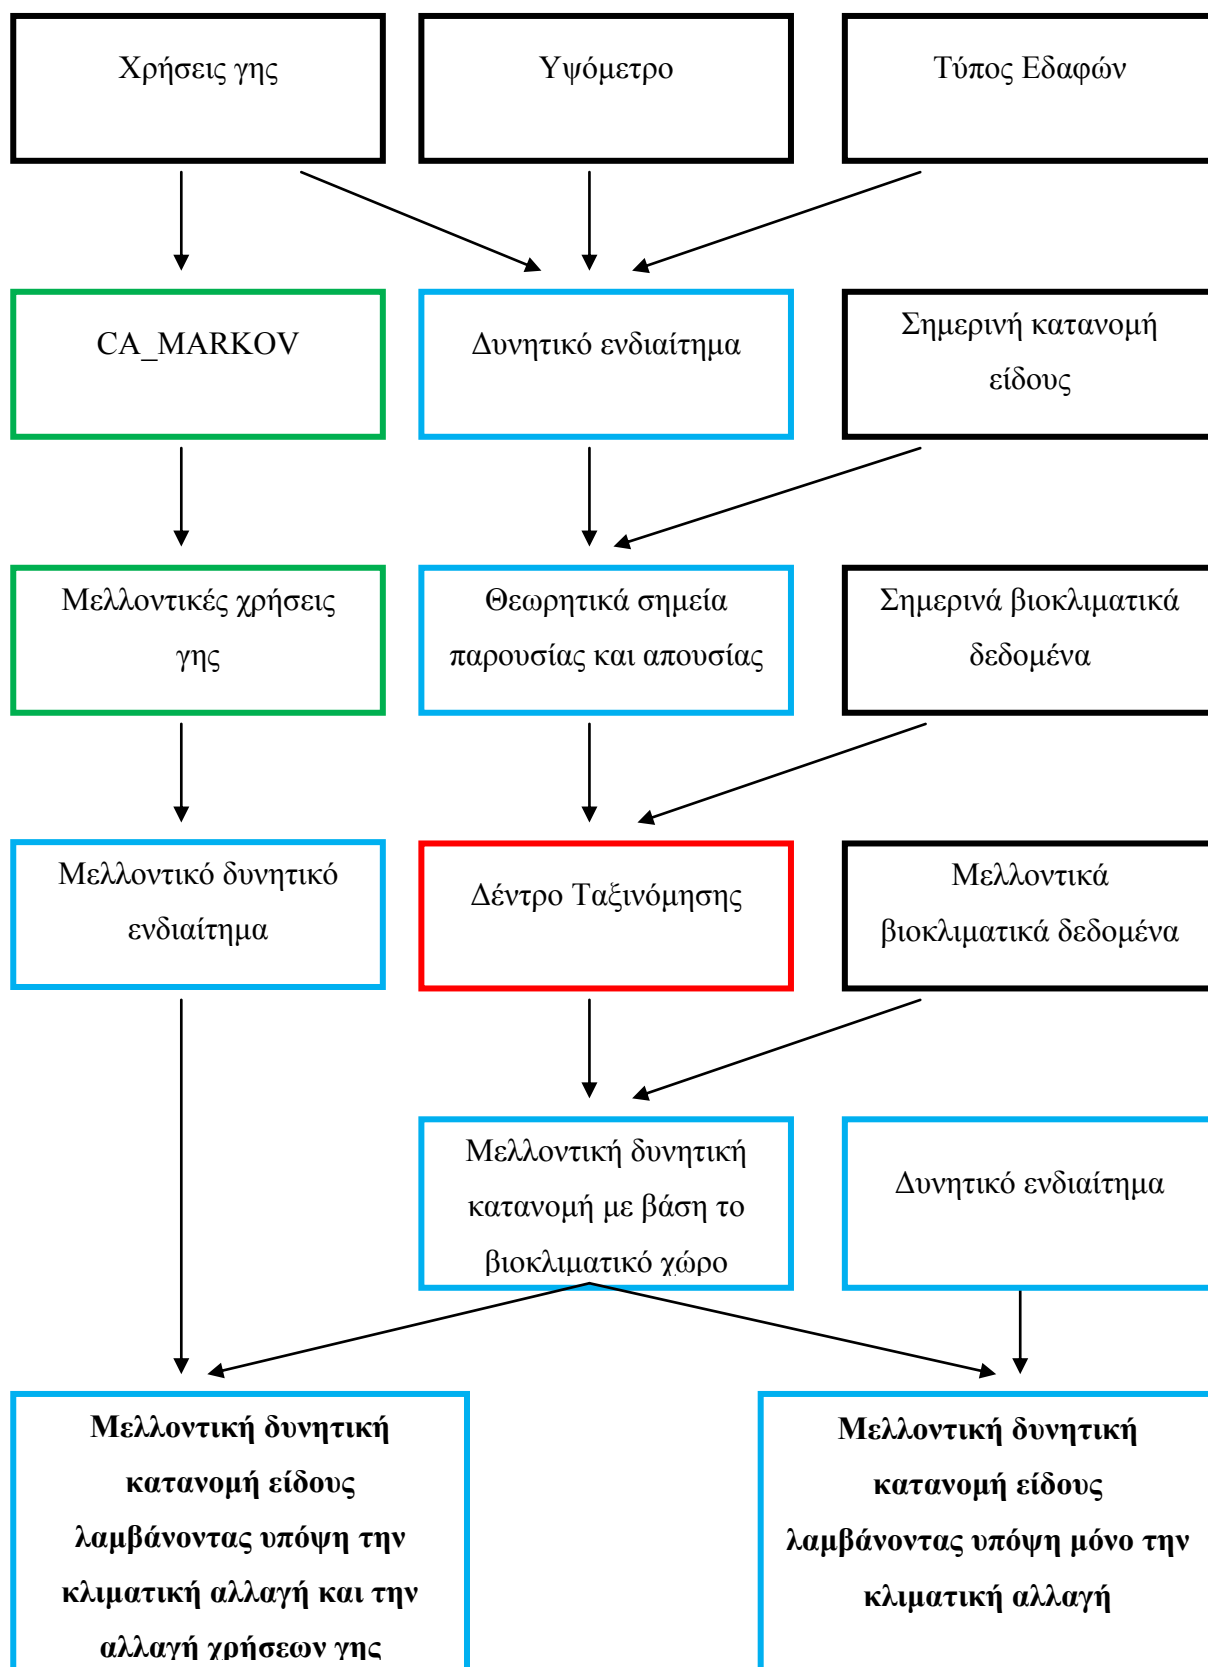 Χρήσεις γης
Υψόμετρο
Τύπος Εδαφών
CA_MARKOV
Δυνητικό ενδιαίτημα
Σημερινή κατανομή
είδους
Μελλοντικές χρήσεις
γης
Θεωρητικά σημεία
παρουσίας και απουσίας
Σημερινά βιοκλιματικά
δεδομένα
Μελλοντικό δυνητικό
ενδιαίτημα
Δέντρο Ταξινόμησης
Μελλοντικά
βιοκλιματικά δεδομένα
Μελλοντική δυνητική
κατανομή με βάση το
βιοκλιματικό χώρο
Δυνητικό ενδιαίτημα
Μελλοντική δυνητική
κατανομή είδους
λαμβάνοντας υπόψη την
κλιματική αλλαγή και την
αλλαγή χρήσεων γης
Μελλοντική δυνητική
κατανομή είδους
λαμβάνοντας υπόψη μόνο την
κλιματική αλλαγή